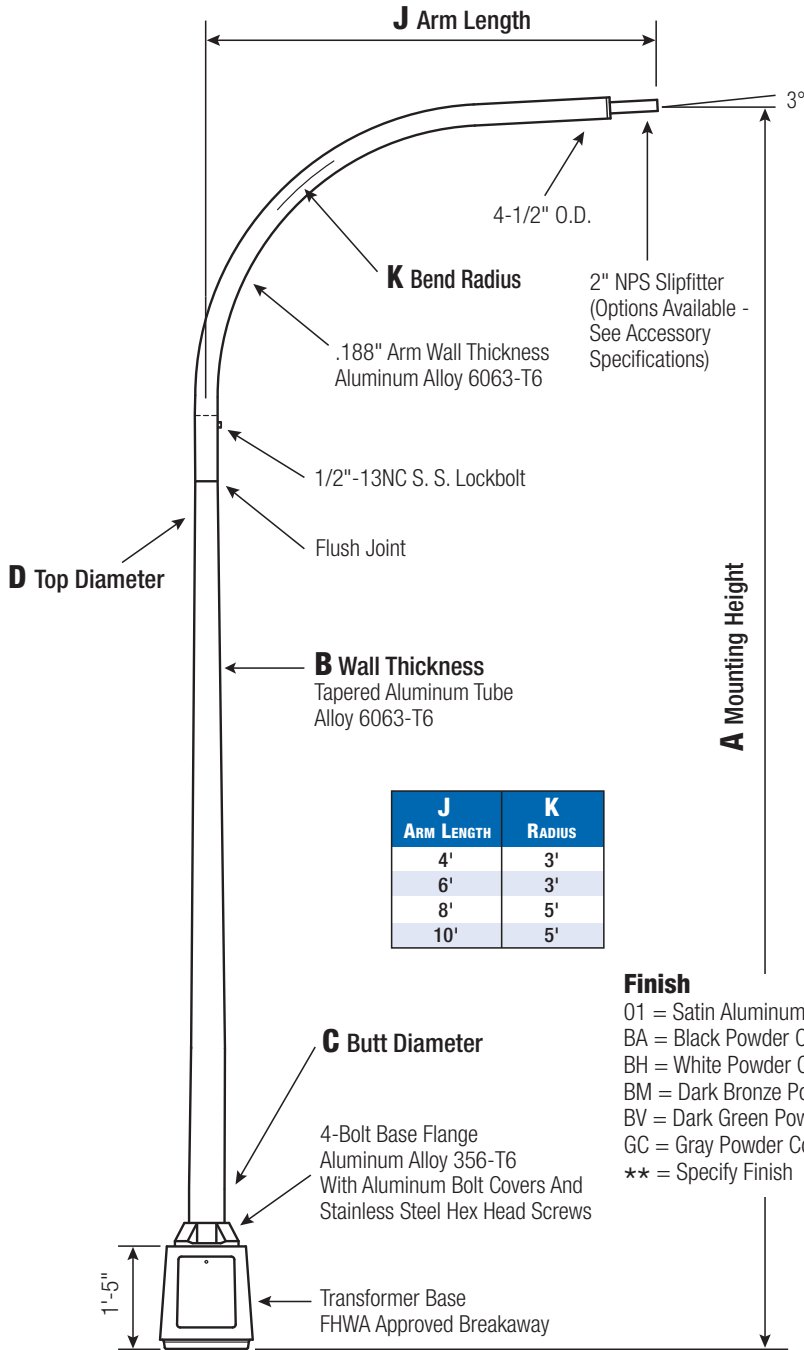 J Arm Length
3°
4-1/2" O.D.
K Bend Radius
2" NPS Slipfitter
(Options Available -
See Accessory
Specifications)
.188" Arm Wall Thickness
Aluminum Alloy 6063-T6
1/2"-13NC S. S. Lockbolt
Flush Joint
D Top Diameter
A Mounting Height
B Wall Thickness
Tapered Aluminum Tube
Alloy 6063-T6
J K
ARM LENGTH RADIUS
4' 3'
6' 3'
8' 5'
10' 5'
Finish
01 = Satin Aluminum
BA = Black Powder
BH = White Powder
BM = Dark Bronze
BV = Dark Green
GC = Gray Powder
** = Specify Finish
C Butt Diameter
4-Bolt Base Flange
Aluminum Alloy 356-T6
With Aluminum Bolt Covers And
Stainless Steel Hex Head Screws
1'-5"
Transformer Base
FHWA Approved Breakaway